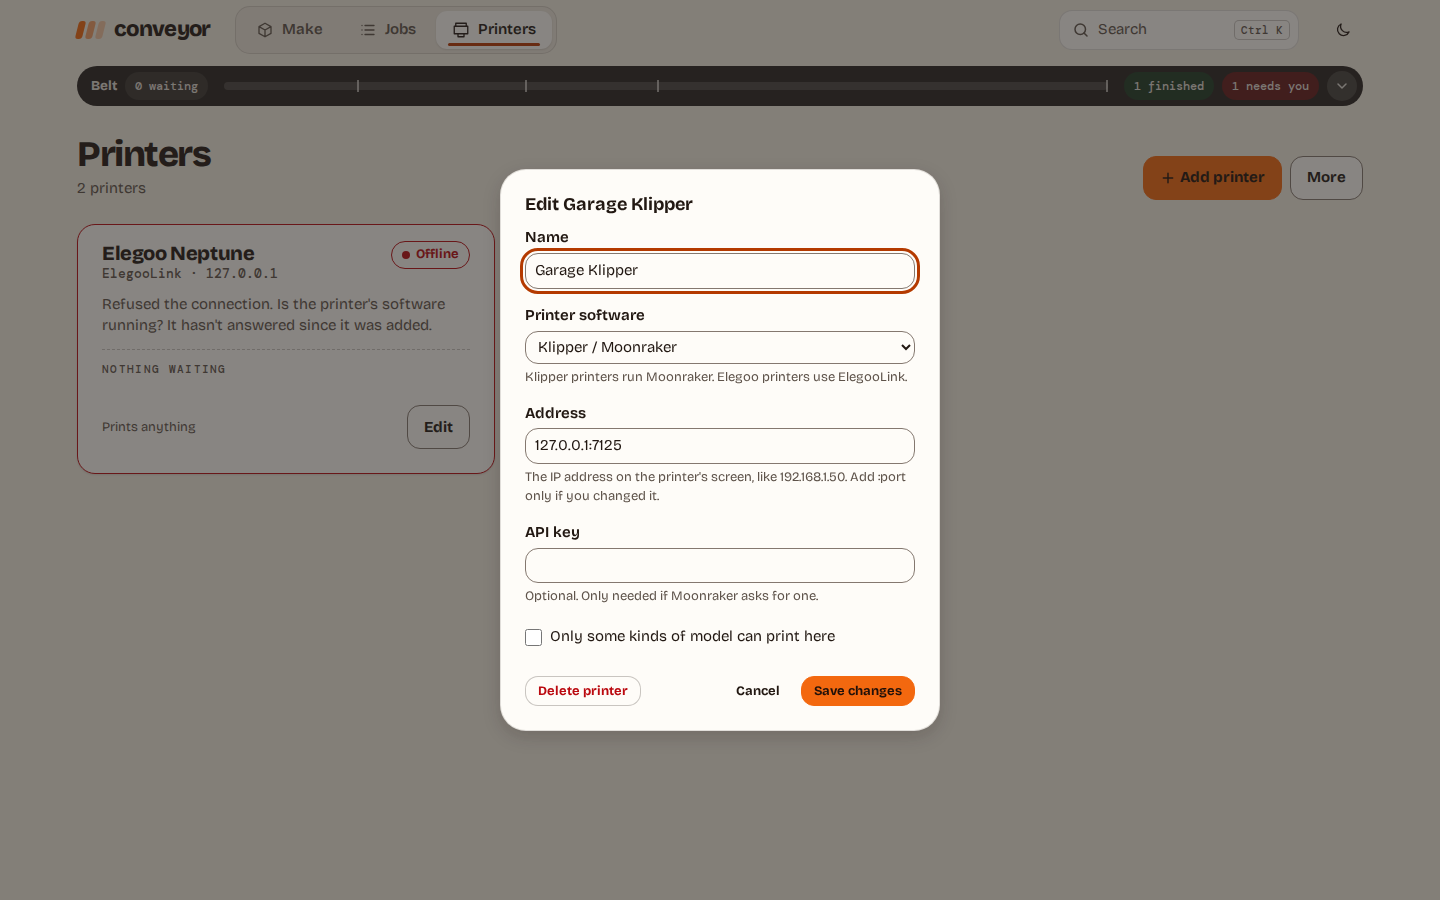 conveyor
Make
Jobs
Printers
Search
Ctrl K
Belt
0 waiting
1 finished
1 needs you
Printers
2 printers
+ Add printer
More
Elegoo Neptune
Offline
ElegooLink · 127.0.0.1
Refused the connection. Is the printer's software
running? It hasn't answered since it was added.
NOTHING WAITING
Prints anything
Edit
Edit Garage Klipper
Name
Garage Klipper
Printer software
Klipper / Moonraker
Klipper printers run Moonraker. Elegoo printers use ElegooLink.
Address
127.0.0.1:7125
The IP address on the printer's screen, like 192.168.1.50. Add :port
only if you changed it.
API key
Optional. Only needed if Moonraker asks for one.
Only some kinds of model can print here
Delete printer
Cancel
Save changes